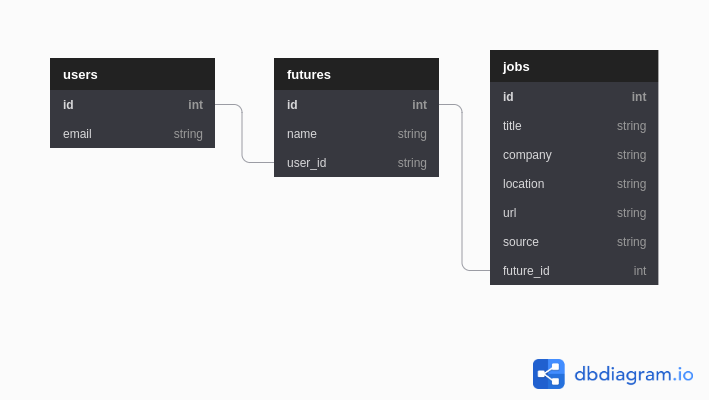 users
id int
email string
futures
id int
name string
user_id string
jobs
id int
title string
company string
location string
url string
source string
future_id int
dbdiagram.io